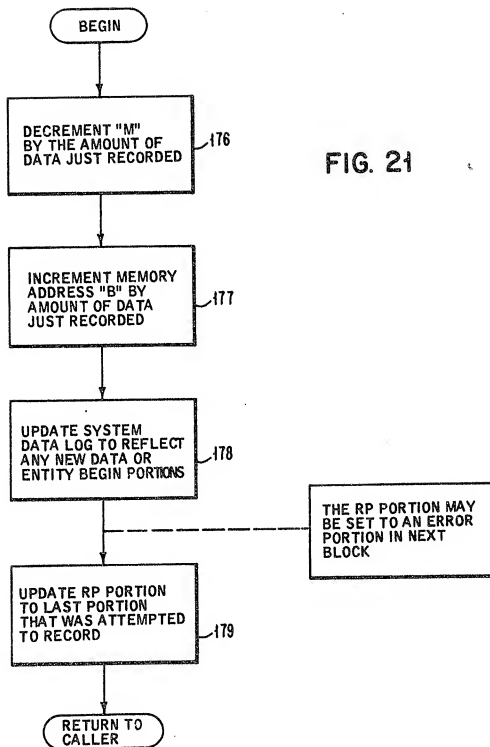 BEGIN
DECREMENT "M"
BY THE AMOUNT OF
DATA JUST RECORDED
176
FIG. 21
INCREMENT MEMORY
ADDRESS "B" BY
AMOUNT OF DATA
JUST RECORDED
177
UPDATE SYSTEM
DATA LOG TO REFLECT
ANY NEW DATA OR
ENTITY BEGIN PORTIONS
178
THE RP PORTION MAY
BE SET TO AN ERROR
PORTION IN NEXT
BLOCK
UPDATE RP PORTION
TO LAST PORTION
THAT WAS ATTEMPTED
TO RECORD
179
RETURN TO
CALLER